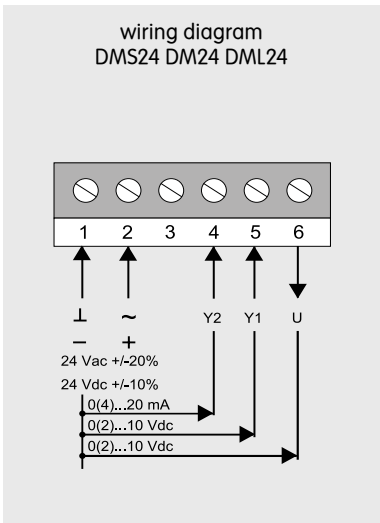 wiring diagram
DMS24 DM24 DML24
1 2 3 4 5 6
⊥ ~ Y2 Y1 U
− +
24 Vac +/-20%
24 Vdc +/-10%
0(4)...20 mA
0(2)...10 Vdc
0(2)...10 Vdc